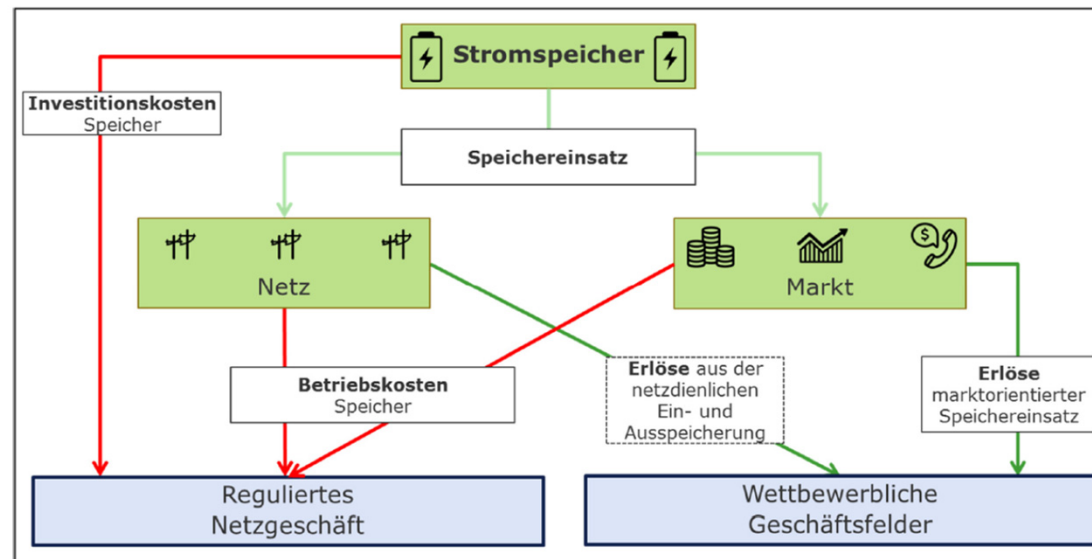 Stromspeicher
Investitionskosten
Speicher
Speichereinsatz
Netz
$
Markt
Betriebskosten
Speicher
Erlöse aus der
netzdienlichen
Ein- und
Ausspeicherung
Erlöse
marktorientierter
Speichereinsatz
Reguliertes
Netzgeschäft
Wettbewerbliche
Geschäftsfelder